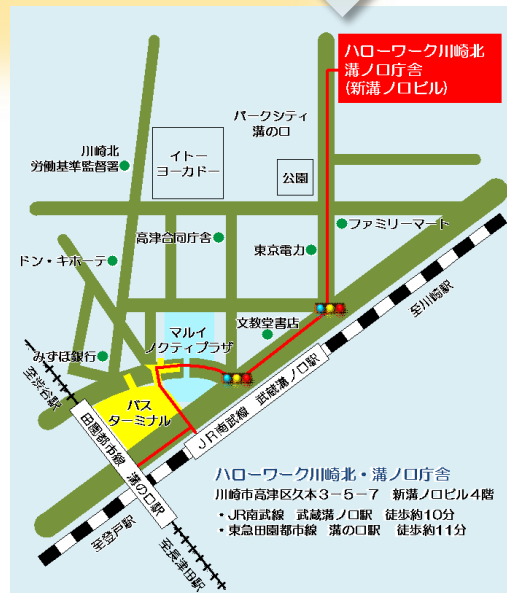 ハローワーク川崎北
溝ノ口庁舎
(新溝ノ口ビル)
パークシティ
溝の口
川崎北
労働基準監督署
イトー
ヨーカドー
公園
高津合同庁舎
東京電力
ファミリーマート
ドン・キホーテ
至川崎駅
マルイ
ノクティプラザ
文教堂書店
みずほ銀行
至渋谷駅
バス
ターミナル
JR南武線 武蔵溝ノ口駅
田園都市線 溝の口駅
ハローワーク川崎北・溝ノ口庁舎
川崎市高津区久本3-5-7 新溝ノ口ビル4階
・JR南武線 武蔵溝ノ口駅 徒歩約10分
・東急田園都市線 溝の口駅 徒歩約11分
至登戸駅
至長津田駅